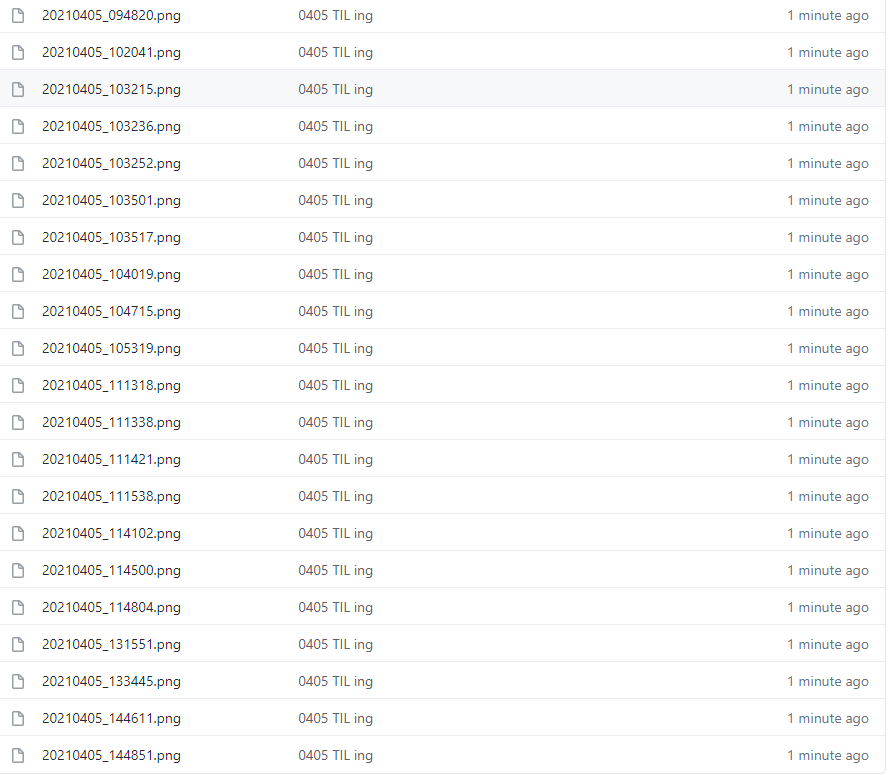 20210405_094820.png 0405 TIL ing 1 minute ago
20210405_102041.png 0405 TIL ing 1 minute ago
20210405_103215.png 0405 TIL ing 1 minute ago
20210405_103236.png 0405 TIL ing 1 minute ago
20210405_103252.png 0405 TIL ing 1 minute ago
20210405_103501.png 0405 TIL ing 1 minute ago
20210405_103517.png 0405 TIL ing 1 minute ago
20210405_104019.png 0405 TIL ing 1 minute ago
20210405_104715.png 0405 TIL ing 1 minute ago
20210405_105319.png 0405 TIL ing 1 minute ago
20210405_111318.png 0405 TIL ing 1 minute ago
20210405_111338.png 0405 TIL ing 1 minute ago
20210405_111421.png 0405 TIL ing 1 minute ago
20210405_111538.png 0405 TIL ing 1 minute ago
20210405_114102.png 0405 TIL ing 1 minute ago
20210405_114500.png 0405 TIL ing 1 minute ago
20210405_114804.png 0405 TIL ing 1 minute ago
20210405_131551.png 0405 TIL ing 1 minute ago
20210405_133445.png 0405 TIL ing 1 minute ago
20210405_144611.png 0405 TIL ing 1 minute ago
20210405_144851.png 0405 TIL ing 1 minute ago